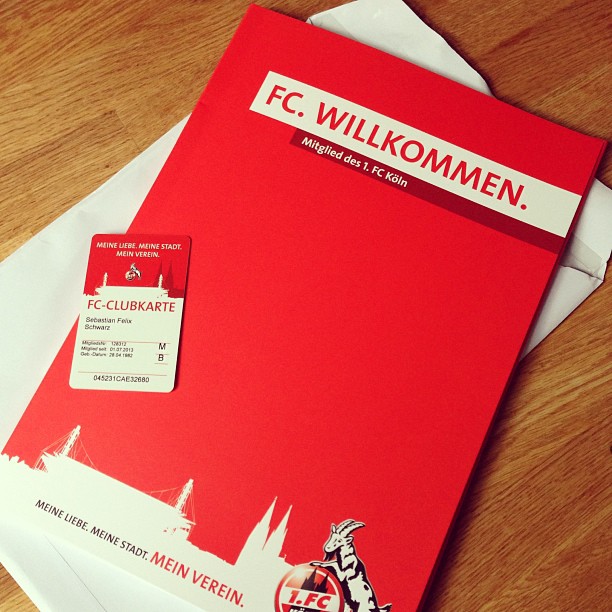 FC. WILLKOMMEN.
Mitglied des 1. FC Köln
MEINE LIEBE. MEINE STADT.
MEIN VEREIN.
FC-CLUBKARTE
Sebastian Felix
Schwarz
Mitgliedsnr.: 128312
Mitglied seit: 01.07.2013
Geb.-Datum: 28.04.1982
M
B
045231CAE32680
MEINE LIEBE. MEINE STADT. MEIN VEREIN.
1.FC